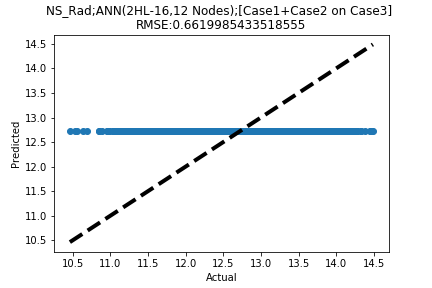 NS_Rad;ANN(2HL-16,12 Nodes);[Case1+Case2 on Case3]
RMSE:0.6619985433518555
14.5
14.0
13.5
13.0
12.5
12.0
11.5
11.0
10.5
Predicted
10.5 11.0 11.5 12.0 12.5 13.0 13.5 14.0 14.5
Actual